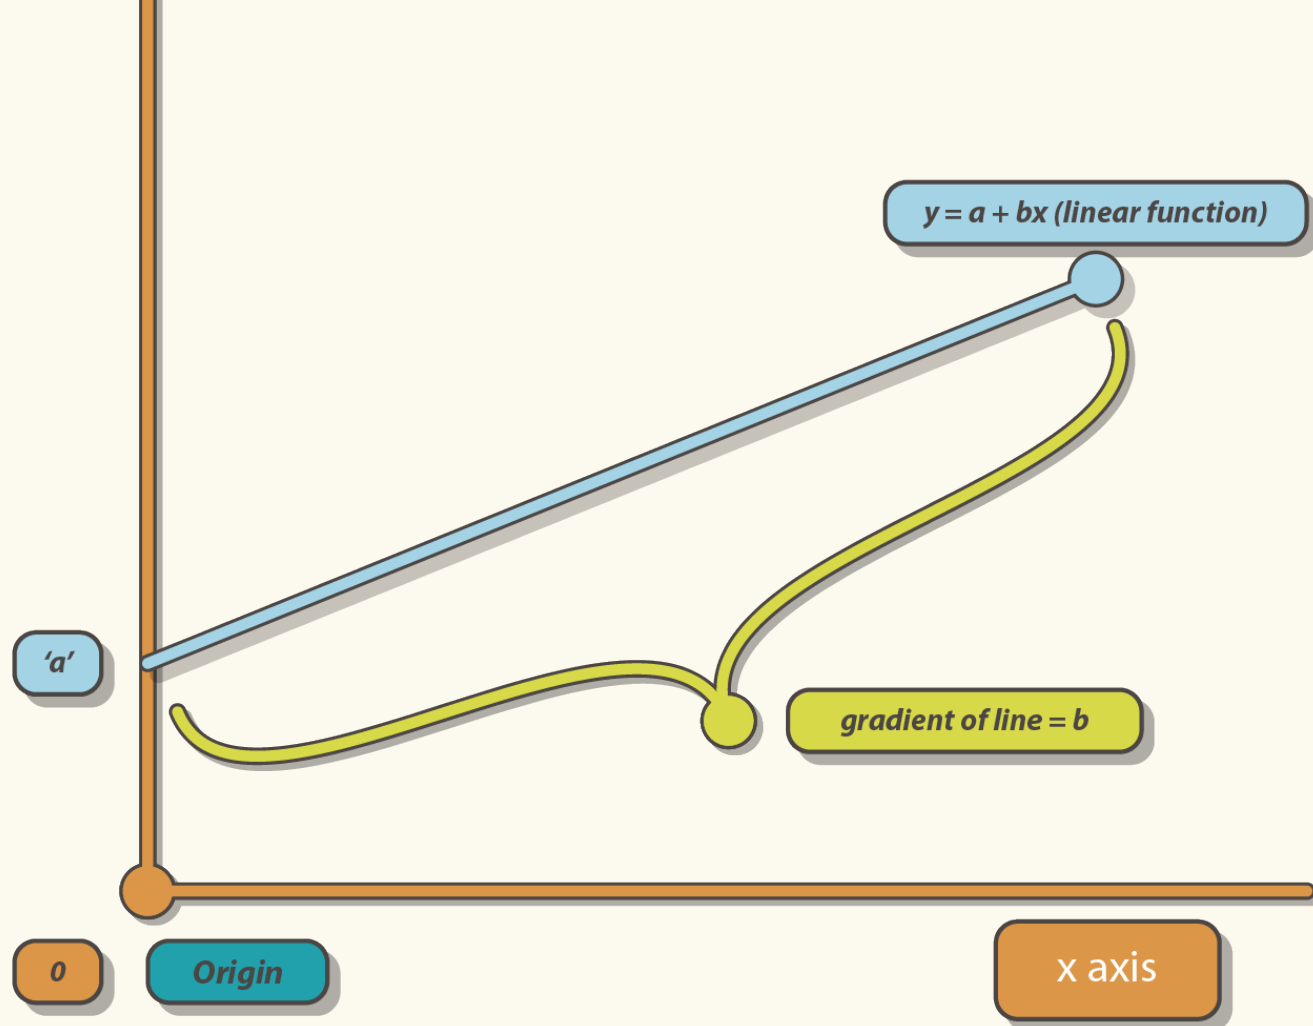 y = a + bx (linear function)
‘a’
gradient of line = b
0
Origin
x axis